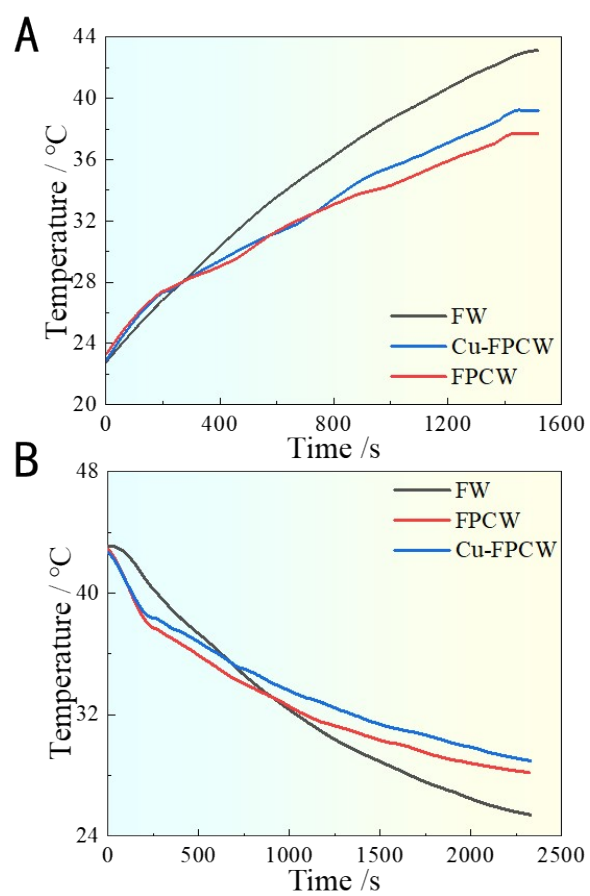 A
44
40
36
32
28
24
20
Temperature / °C
FW
Cu-FPCW
FPCW
0
400
800
1200
1600
Time /s
B
48
40
32
24
Temperature / °C
FW
FPCW
Cu-FPCW
0
500
1000
1500
2000
2500
Time /s